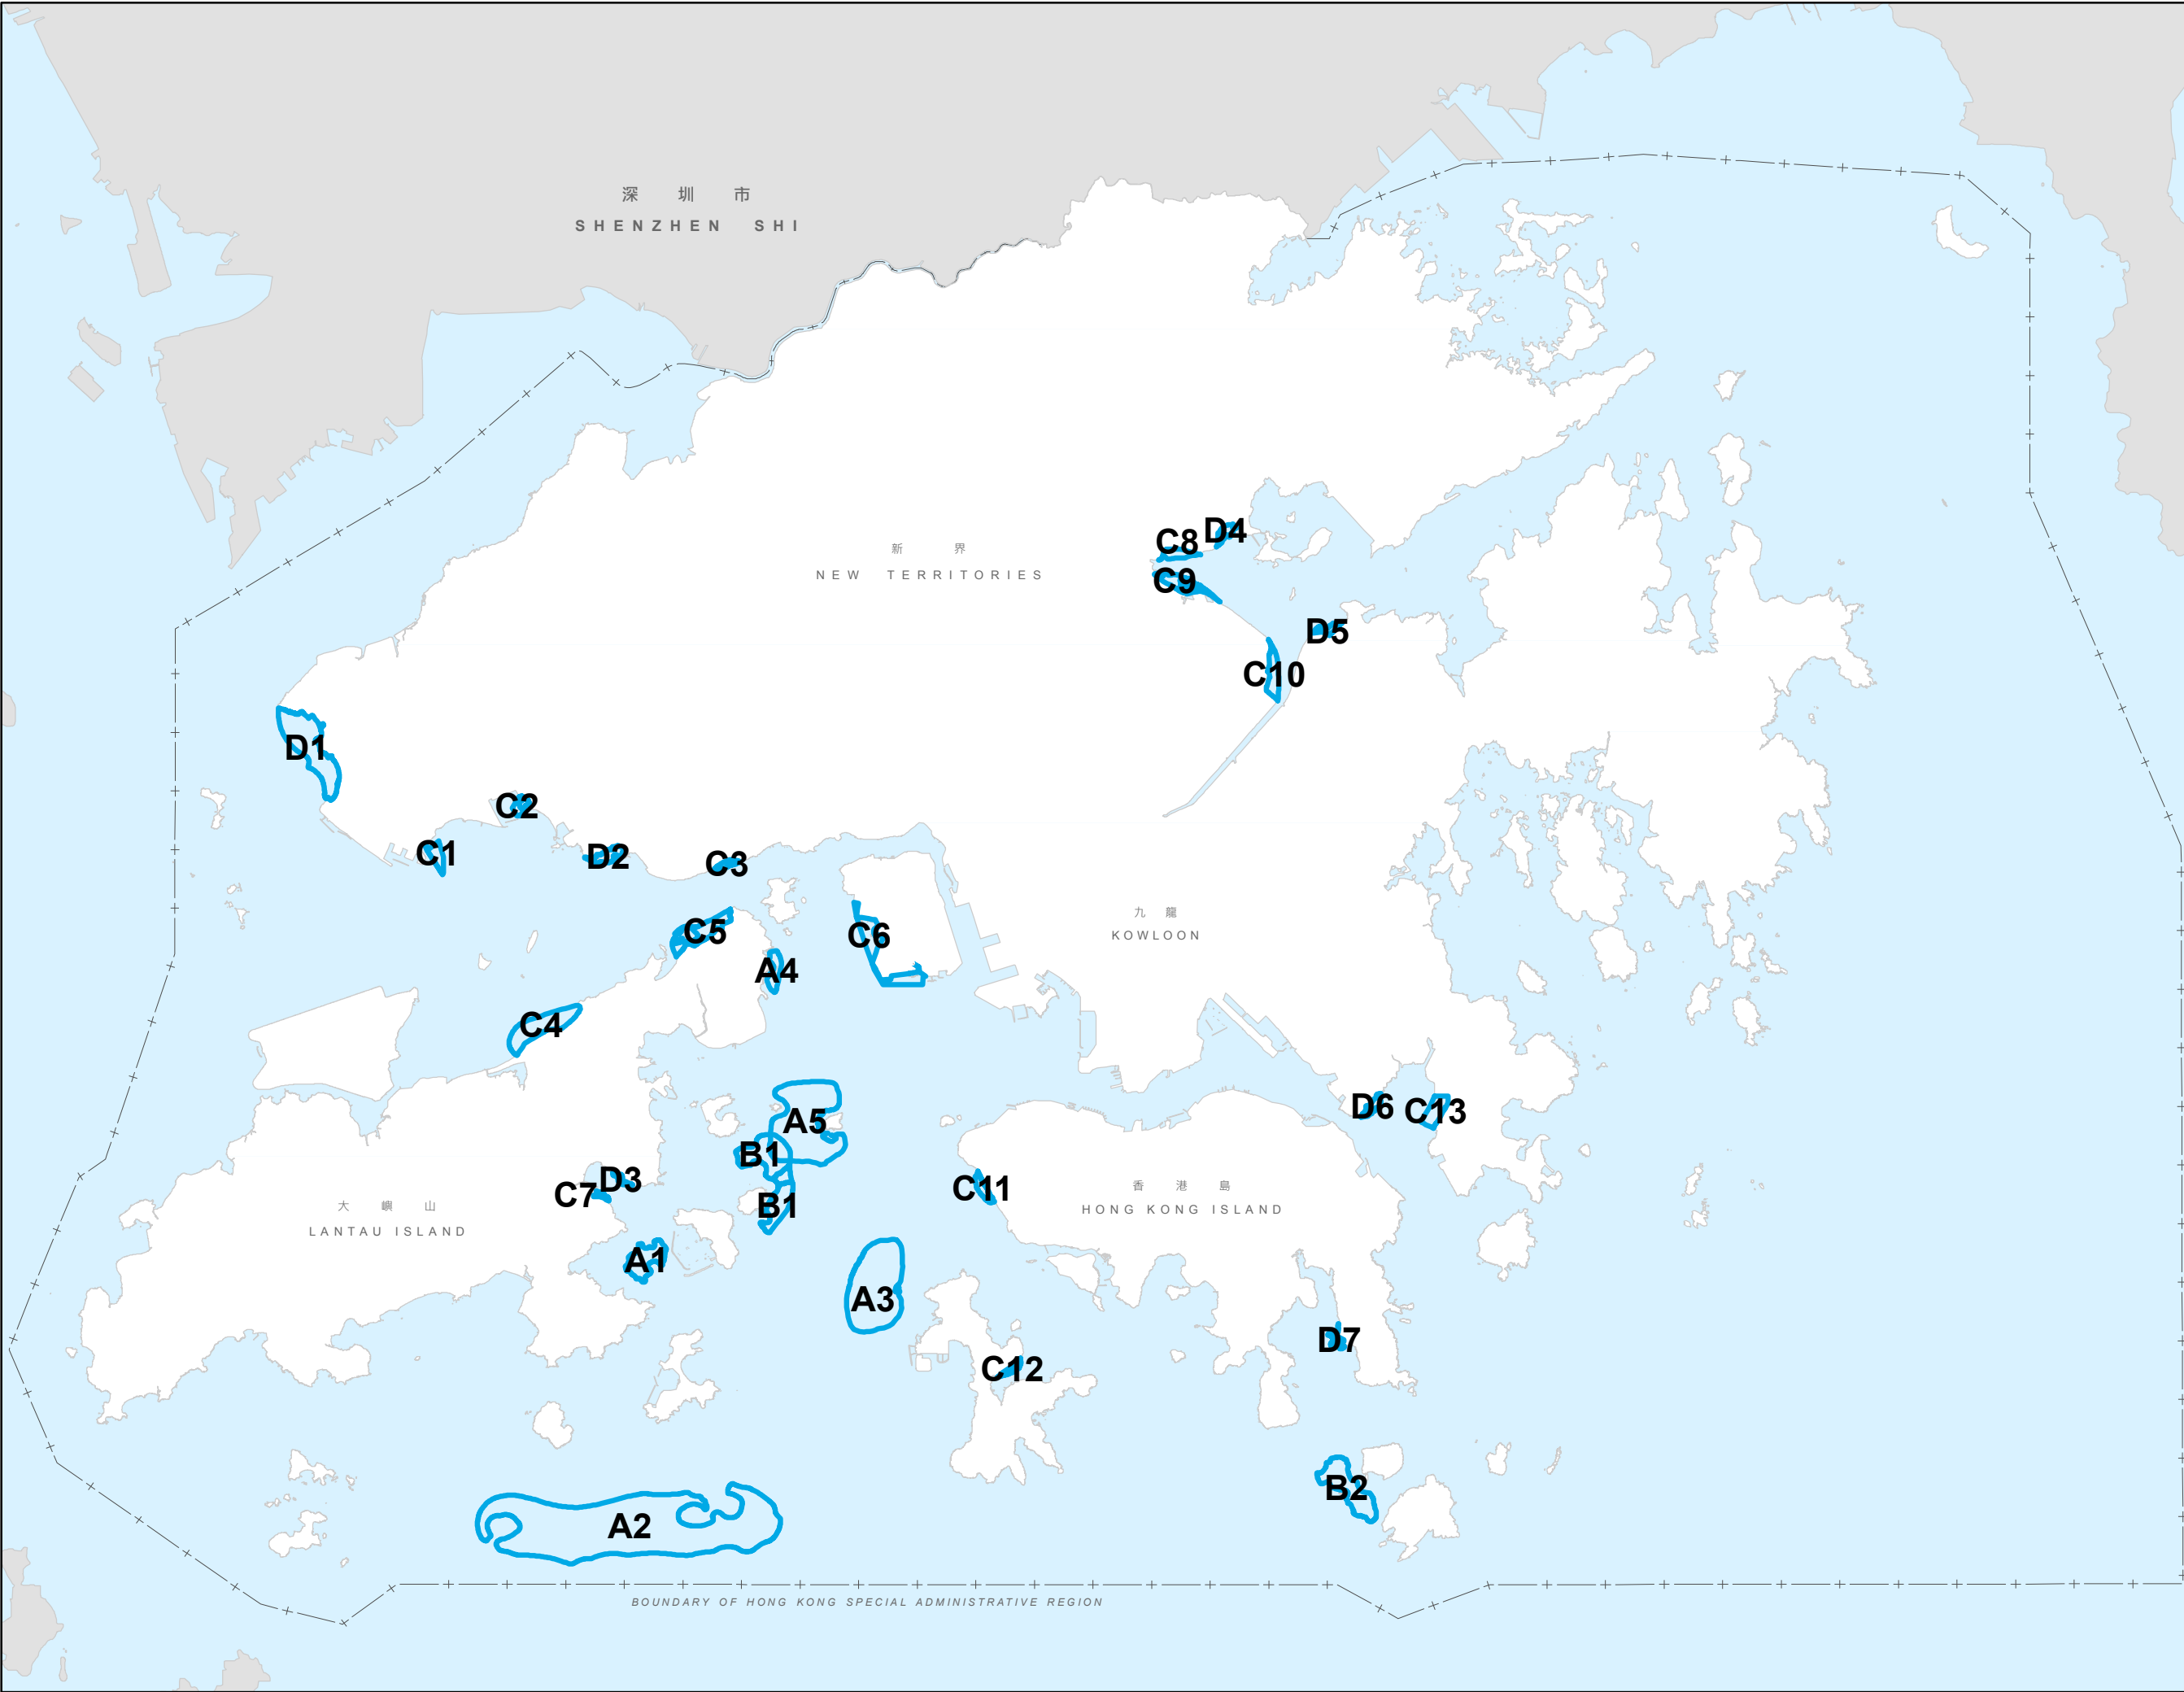 深 圳 市
SHENZHEN SHI
D4
C8
新 界
NEW TERRITORIES
C9
D5
C10
D1
C2
C1
D2
C3
九 龍
KOWLOON
C5
C6
A4
C4
D6
C13
A5
B1
D3
C7
香 港 島
HONG KONG ISLAND
C11
大 嶼 山
LANTAU ISLAND
B1
A1
A3
D7
C12
B2
A2
BOUNDARY OF HONG KONG SPECIAL ADMINISTRATIVE REGION